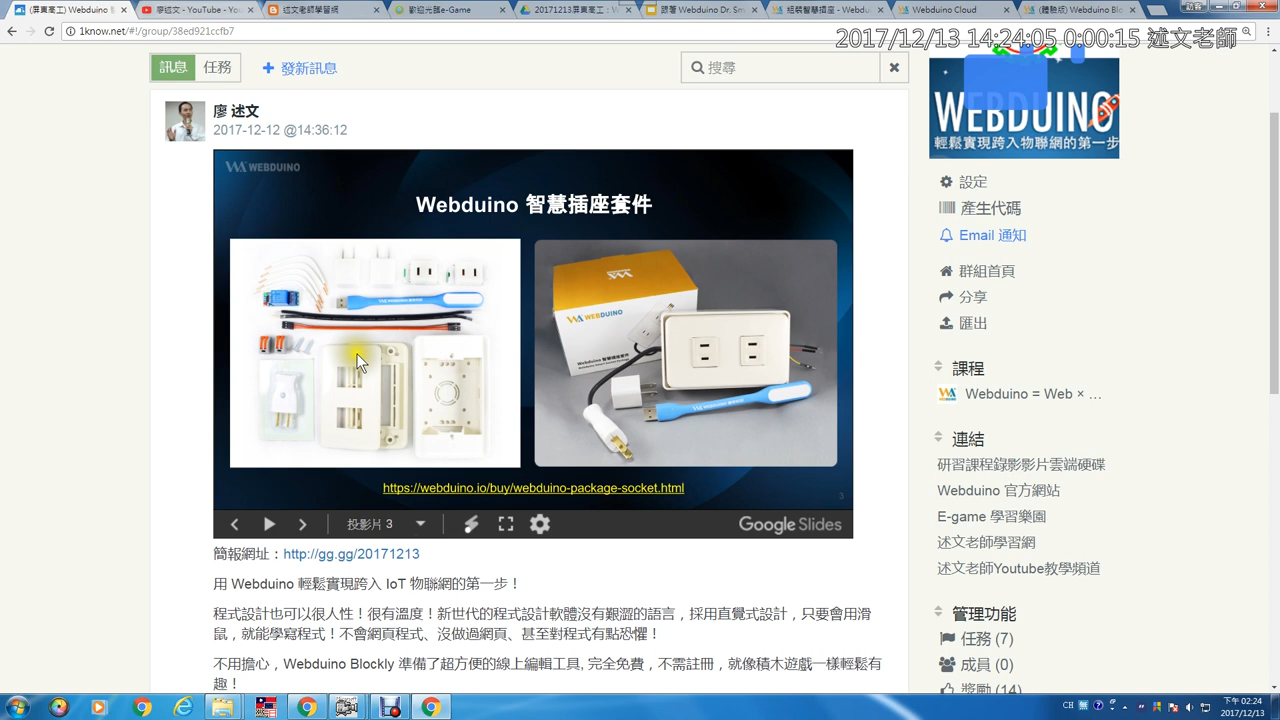 (屏東高工) Webduino 智
廖述文 - YouTube - Yo
述文老師學習網
歡迎光臨e-Game
20171213屏東高工：W
跟著 Webduino Dr. Sm
組裝智慧插座 - Webdu
Webduino Cloud
(體驗版) Webduino Blo
訪客
1know.net/#!/group/38ed921ccfb7
2017/12/13 14:24:05 0:00:15 述文老師
訊息
任務
+ 發新訊息
搜尋
廖 述文
2017-12-12 @14:36:12
WEBDUINO
Webduino 智慧插座套件
WEBDUINO
Webduino 智慧插座套件
https://webduino.io/buy/webduino-package-socket.html
3
投影片 3
Google Slides
簡報網址：http://gg.gg/20171213
用 Webduino 輕鬆實現跨入 IoT 物聯網的第一步！
程式設計也可以很人性！很有溫度！新世代的程式設計軟體沒有艱澀的語言，採用直覺式設計，只要會用滑
鼠，就能學寫程式！不會網頁程式、沒做過網頁、甚至對程式有點恐懼！
不用擔心，Webduino Blockly 準備了超方便的線上編輯工具, 完全免費，不需註冊，就像積木遊戲一樣輕鬆有
趣！
WEBDUINO
輕鬆實現跨入物聯網的第一步
設定
產生代碼
Email 通知
群組首頁
分享
匯出
課程
Webduino = Web × …
連結
研習課程錄影影片雲端硬碟
Webduino 官方網站
E-game 學習樂園
述文老師學習網
述文老師Youtube教學頻道
管理功能
任務 (7)
成員 (0)
獎勵 (14)
CH
下午 02:24
2017/12/13